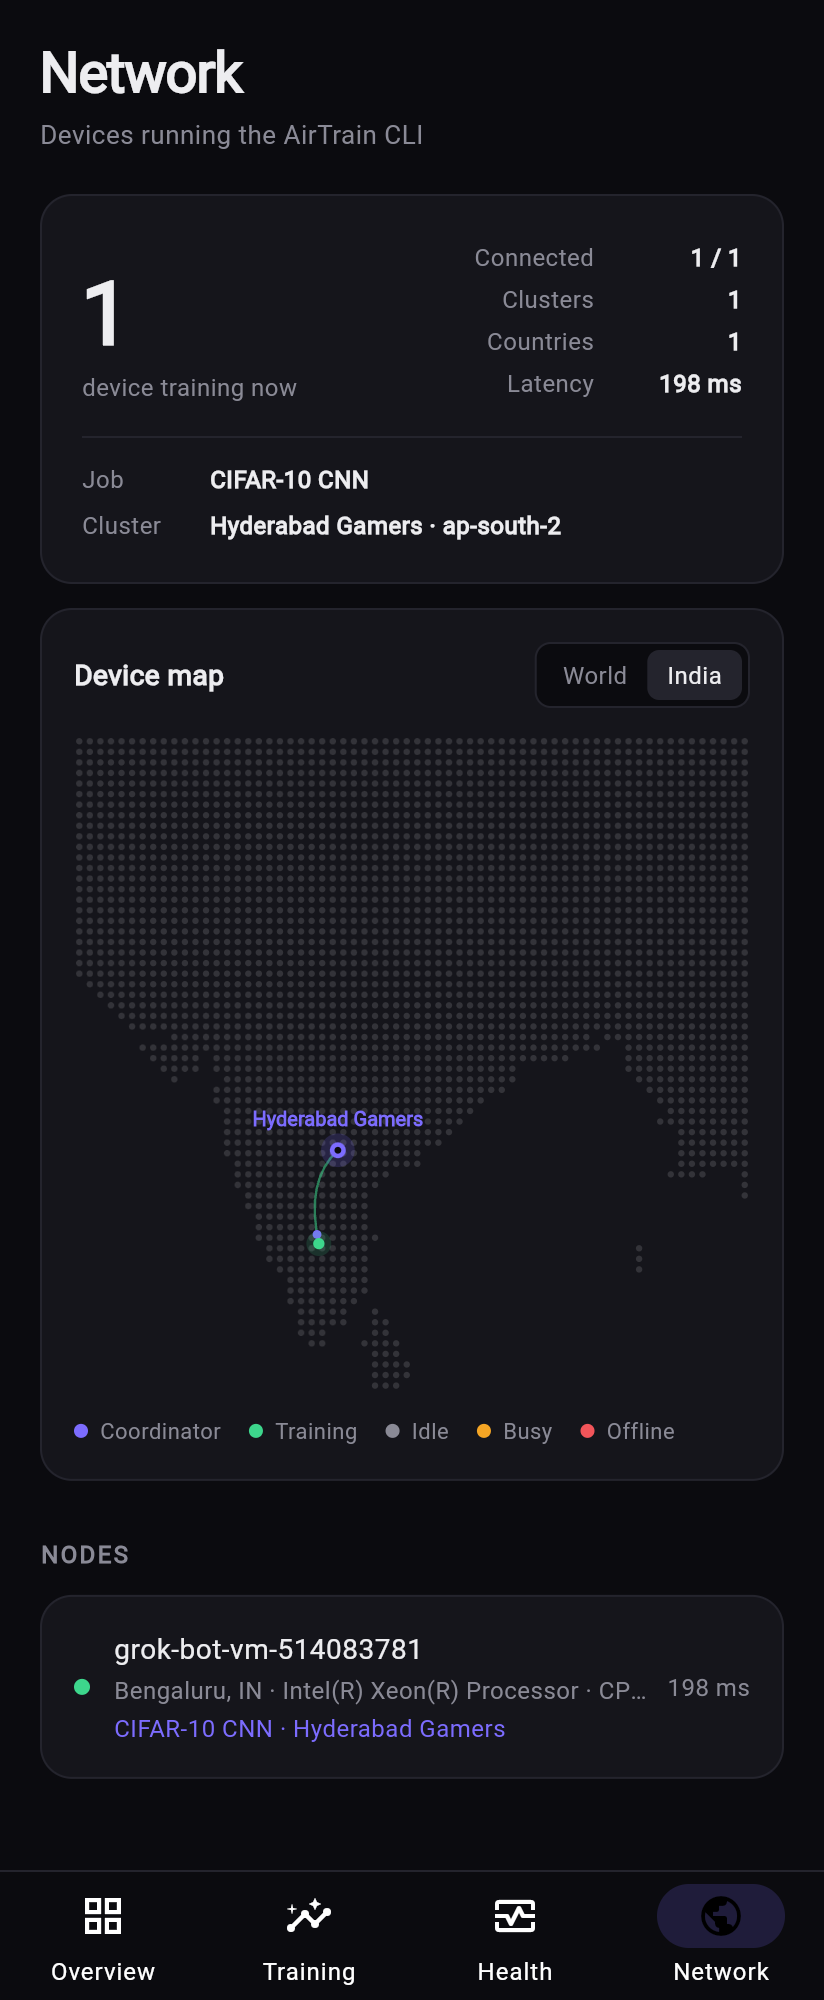 Network
Devices running the AirTrain CLI
1
device training now
Connected 1 / 1
Clusters 1
Countries 1
Latency 198 ms
Job CIFAR-10 CNN
Cluster Hyderabad Gamers · ap-south-2
Device map
World India
Hyderabad Gamers
Coordinator Training Idle Busy Offline
NODES
grok-bot-vm-514083781
Bengaluru, IN · Intel(R) Xeon(R) Processor · CP… 198 ms
CIFAR-10 CNN · Hyderabad Gamers
Overview Training Health Network